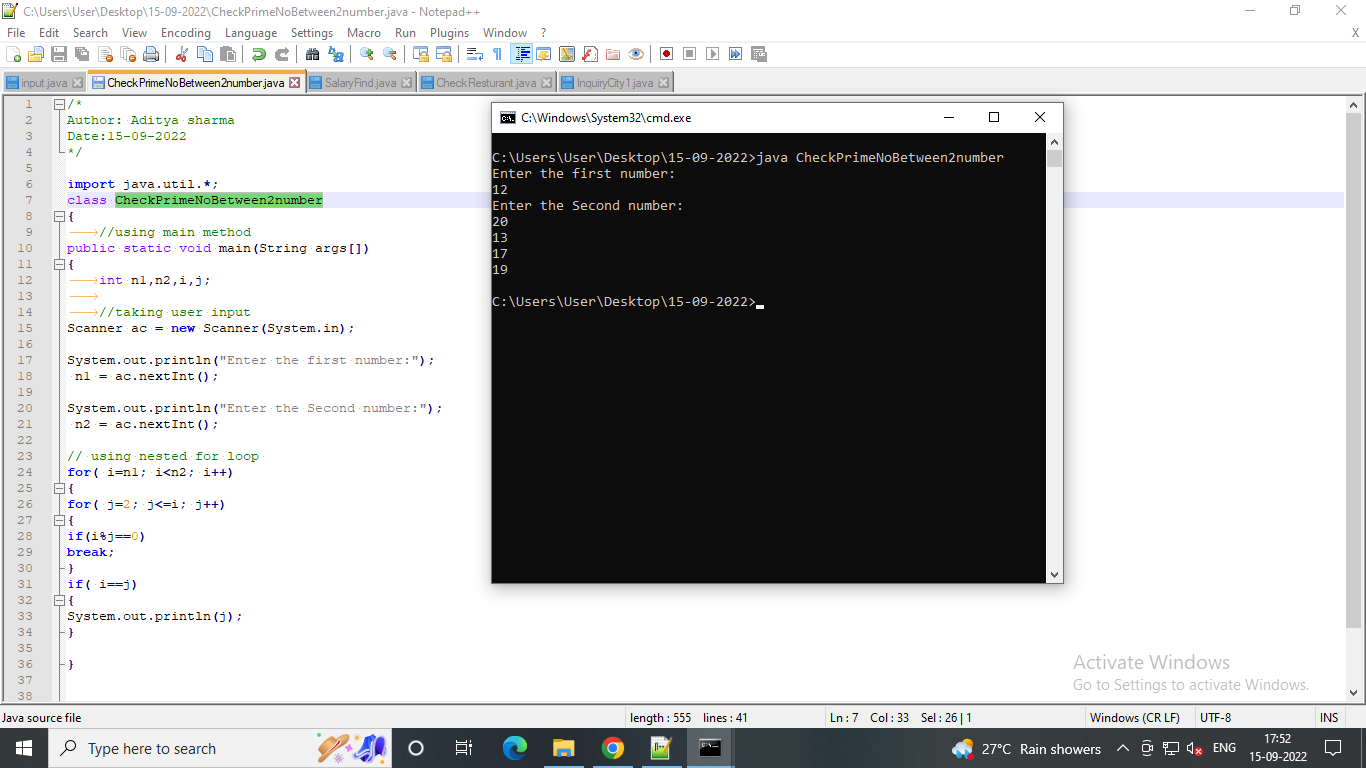 C:\Users\User\Desktop\15-09-2022\CheckPrimeNoBetween2number.java - Notepad++
File Edit Search View Encoding Language Settings Macro Run Plugins Window ? X
input.java CheckPrimeNoBetween2number.java SalaryFind.java CheckResturant.java InquiryCity1.java
1 /*
2 Author: Aditya sharma
3 Date:15-09-2022
4 */
5
6 import java.util.*;
7 class CheckPrimeNoBetween2number
8 {
9 //using main method
10 public static void main(String args[])
11 {
12 int n1,n2,i,j;
13
14 //taking user input
15 Scanner ac = new Scanner(System.in);
16
17 System.out.println("Enter the first number:");
18 n1 = ac.nextInt();
19
20 System.out.println("Enter the Second number:");
21 n2 = ac.nextInt();
22
23 // using nested for loop
24 for( i=n1; i<n2; i++)
25 {
26 for( j=2; j<=i; j++)
27 {
28 if(i%j==0)
29 break;
30 }
31 if( i==j)
32 {
33 System.out.println(j);
34 }
35
36 }
37
38
C:\Windows\System32\cmd.exe
C:\Users\User\Desktop\15-09-2022>java CheckPrimeNoBetween2number
Enter the first number:
12
Enter the Second number:
20
13
17
19
C:\Users\User\Desktop\15-09-2022>
Activate Windows
Go to Settings to activate Windows.
Java source file length : 555 lines : 41 Ln : 7 Col : 33 Sel : 26 | 1 Windows (CR LF) UTF-8 INS
Type here to search
27°C Rain showers ENG
17:52
15-09-2022